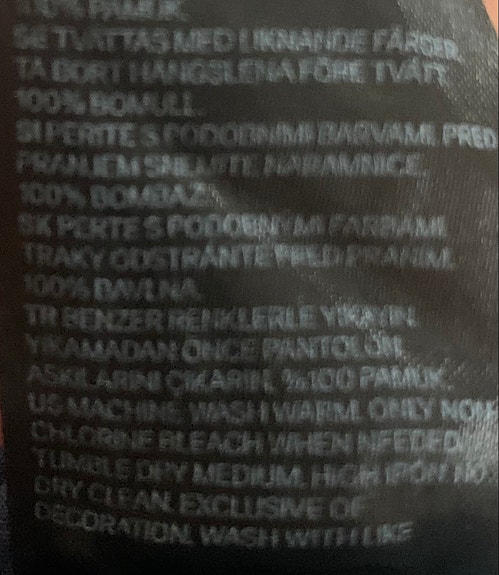 100% PAMUK.
SE TVÄTTAS MED LIKNANDE FÄRGER.
TA BORT HÄNGSLENA FÖRE TVÄTT.
100% BOMULL.
SI PERITE S PODOBNIMI BARVAMI. PRED
PRANJEM SNEMITE NARAMNICE.
100% BOMBAŽ.
SK PERTE S PODOBNÝMI FARBAMI.
TRAKY ODSTRÁŇTE PRED PRANÍM.
100% BAVLNA.
TR BENZER RENKLERLE YIKAYIN.
YIKAMADAN ÖNCE PANTOLON
ASKILARINI ÇIKARIN. %100 PAMUK.
US MACHINE WASH WARM. ONLY NON
CHLORINE BLEACH WHEN NEEDED.
TUMBLE DRY MEDIUM. HIGH IRON.
DRY CLEAN. EXCLUSIVE OF
DECORATION. WASH WITH LIKE